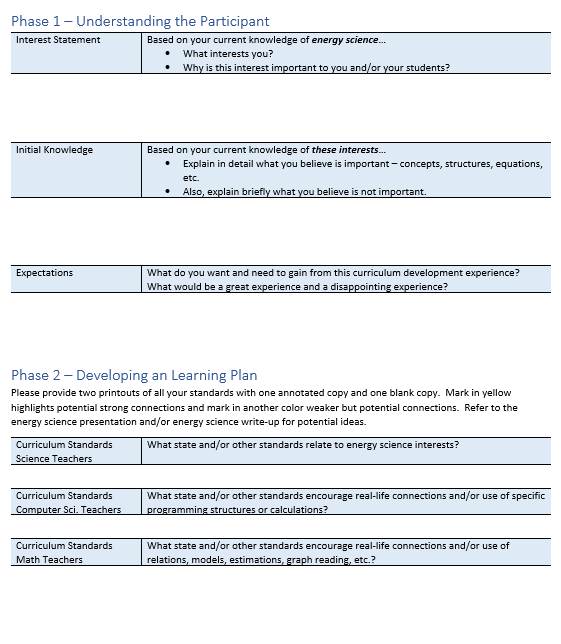 Phase 1 – Understanding the Participant
Interest Statement
Based on your current knowledge of energy science...
• What interests you?
• Why is this interest important to you and/or your students?
Initial Knowledge
Based on your current knowledge of these interests...
• Explain in detail what you believe is important – concepts, structures, equations,
etc.
• Also, explain briefly what you believe is not important.
Expectations
What do you want and need to gain from this curriculum development experience?
What would be a great experience and a disappointing experience?
Phase 2 – Developing an Learning Plan
Please provide two printouts of all your standards with one annotated copy and one blank copy.  Mark in yellow
highlights potential strong connections and mark in another color weaker but potential connections.  Refer to the
energy science presentation and/or energy science write-up for potential ideas.
Curriculum Standards
Science Teachers
What state and/or other standards relate to energy science interests?
Curriculum Standards
Computer Sci. Teachers
What state and/or other standards encourage real-life connections and/or use of specific
programming structures or calculations?
Curriculum Standards
Math Teachers
What state and/or other standards encourage real-life connections and/or use of
relations, models, estimations, graph reading, etc.?